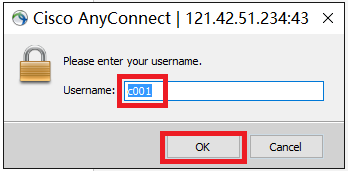 Cisco AnyConnect | 121.42.51.234:43
Please enter your username.
Username: c001
OK Cancel